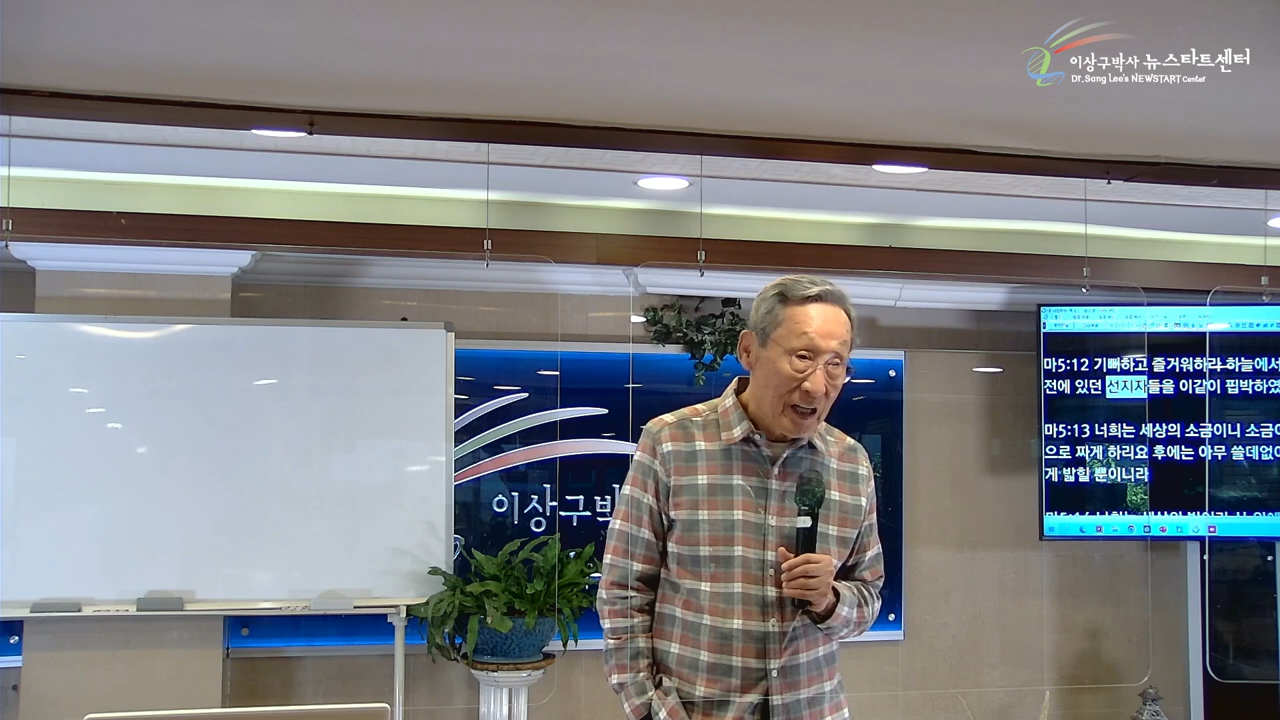 이상구박사 뉴스타트센터
Dr. Sang Lee's NEWSTART Center
이상구박
마5:12 기뻐하고 즐거워하라 하늘에서
전에 있던 선지자들을 이같이 핍박하였
마5:13 너희는 세상의 소금이니 소금이
으로 짜게 하리요 후에는 아무 쓸데없어
게 밟힐 뿐이니라